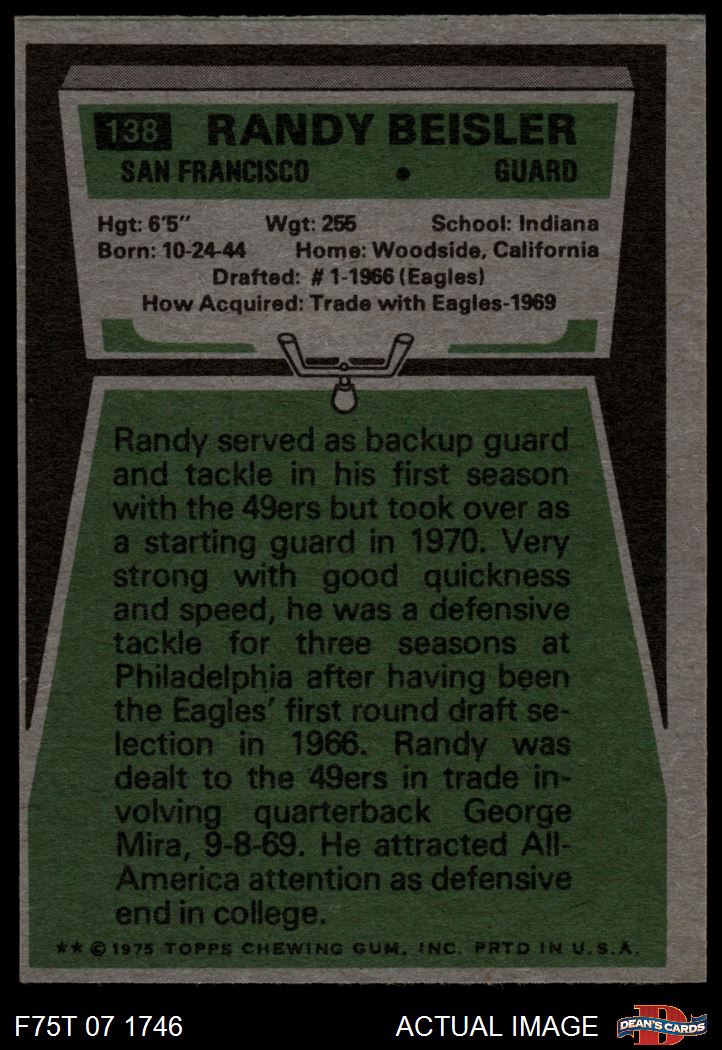 138 RANDY BEISLER
SAN FRANCISCO • GUARD
Hgt: 6'5" Wgt: 255 School: Indiana
Born: 10-24-44 Home: Woodside, California
Drafted: #1-1966 (Eagles)
How Acquired: Trade with Eagles-1969
Randy served as backup guard
and tackle in his first season
with the 49ers but took over as
a starting guard in 1970. Very
strong with good quickness
and speed, he was a defensive
tackle for three seasons at
Philadelphia after having been
the Eagles' first round draft se-
lection in 1966. Randy was
dealt to the 49ers in trade in-
volving quarterback George
Mira, 9-8-69. He attracted All-
America attention as defensive
end in college.
** © 1975 TOPPS CHEWING GUM, INC. PRTD IN U.S.A.
F75T 07 1746 ACTUAL IMAGE D DEAN'S CARDS